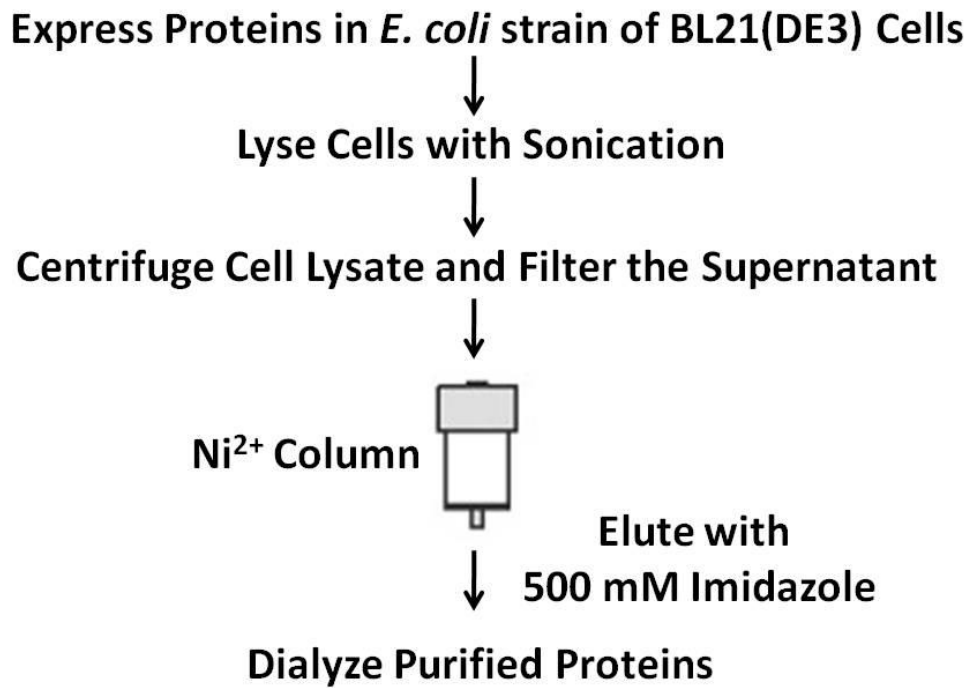 Express Proteins in E. coli strain of BL21(DE3) Cells
Lyse Cells with Sonication
Centrifuge Cell Lysate and Filter the Supernatant
Ni²⁺ Column
Elute with
500 mM Imidazole
Dialyze Purified Proteins